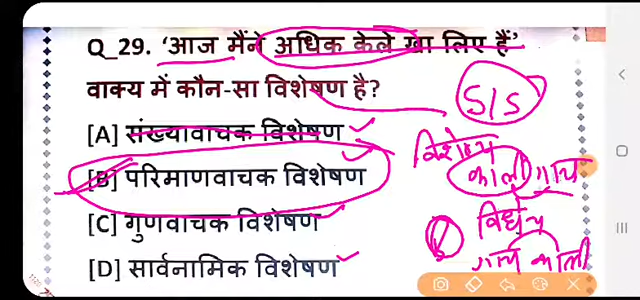 Q_29. ‘आज मैंने अधिक केले खा लिए हैं’
वाक्य में कौन-सा विशेषण है?
S/S
[A] संख्यावाचक विशेषण
विशेष्य
[B] परिमाणवाचक विशेषण
काली गाय
[C] गुणवाचक विशेषण
विधेय
B
[D] सार्वनामिक विशेषण
गाय काली